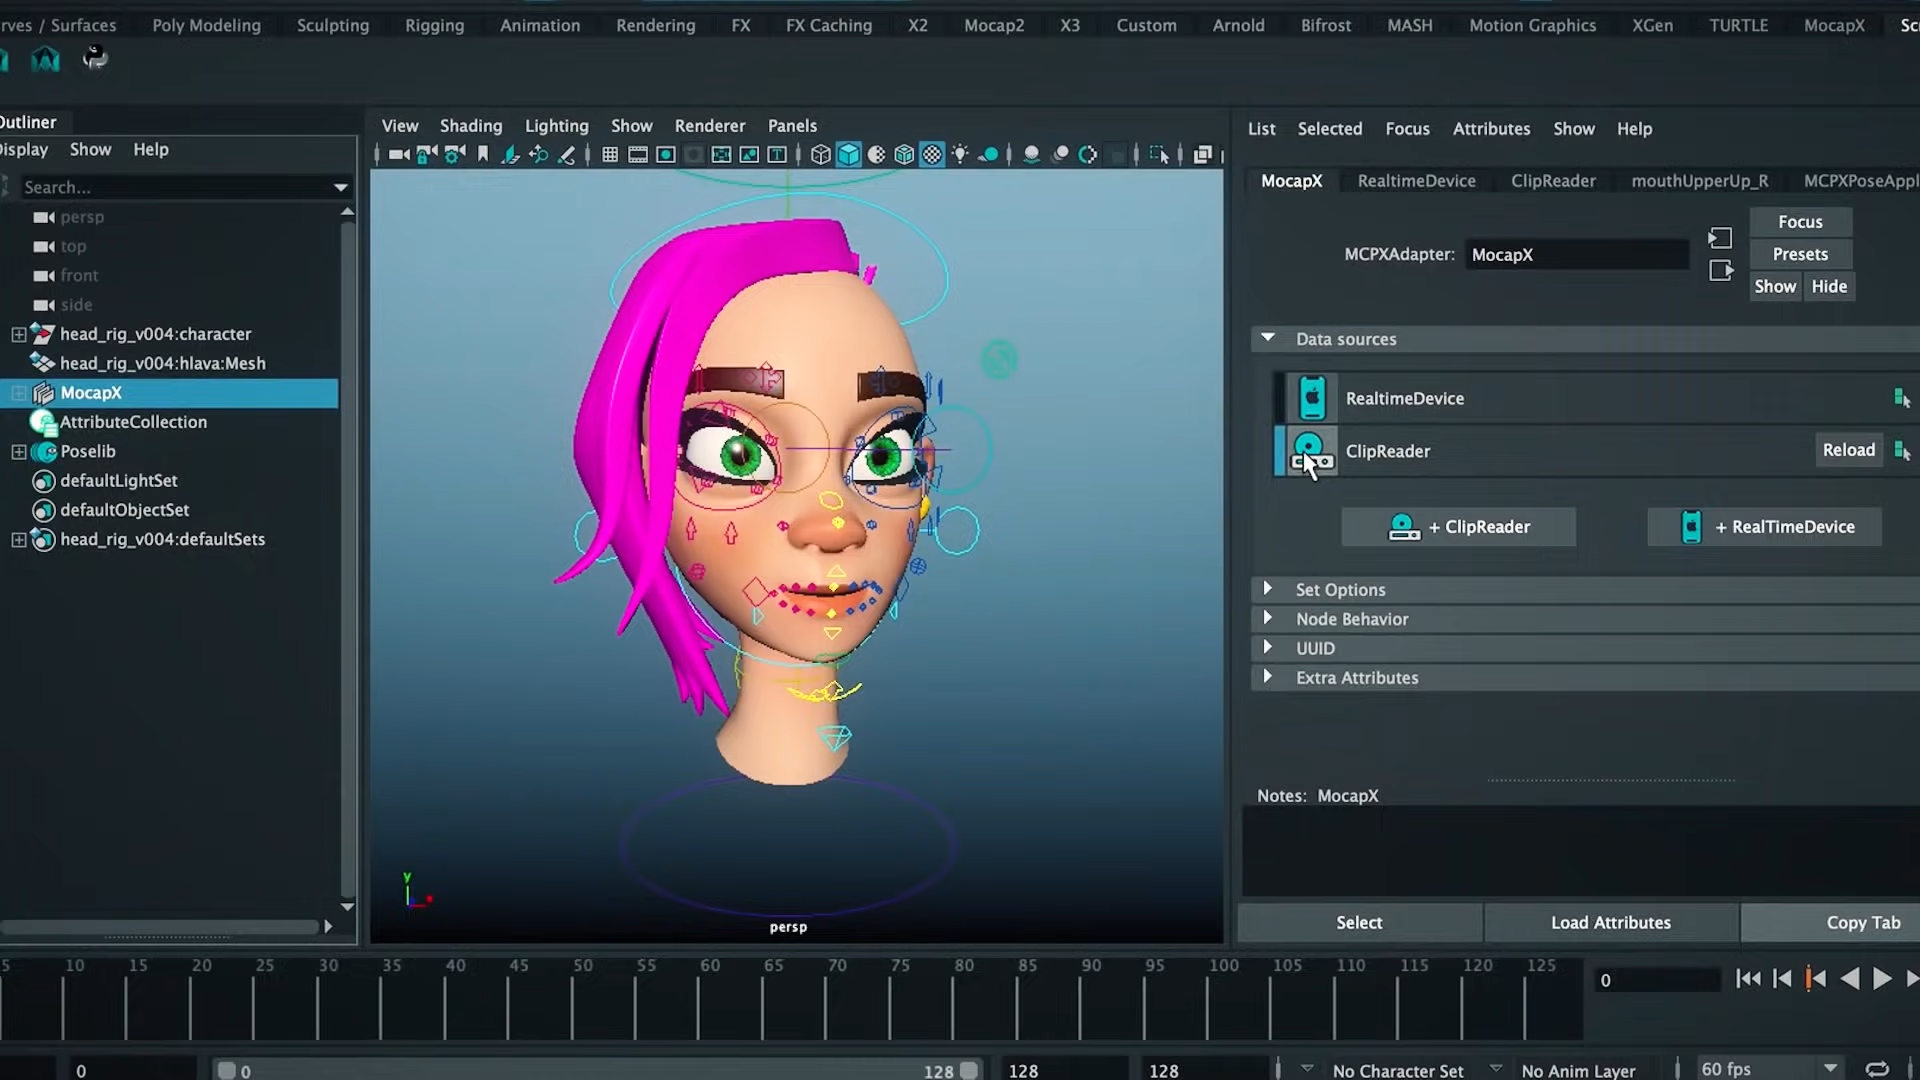 rves / Surfaces Poly Modeling Sculpting Rigging Animation Rendering FX FX Caching X2 Mocap2 X3 Custom Arnold Bifrost MASH Motion Graphics XGen TURTLE MocapX Sc
Outliner
Display Show Help
Search...
persp
top
front
side
head_rig_v004:character
head_rig_v004:hlava:Mesh
MocapX
AttributeCollection
Poselib
defaultLightSet
defaultObjectSet
head_rig_v004:defaultSets
View Shading Lighting Show Renderer Panels
y
persp
List Selected Focus Attributes Show Help
MocapX RealtimeDevice ClipReader mouthUpperUp_R MCPXPoseAppl
Focus
MCPXAdapter: MocapX Presets
Show Hide
Data sources
RealtimeDevice
ClipReader Reload
+ ClipReader + RealTimeDevice
Set Options
Node Behavior
UUID
Extra Attributes
Notes: MocapX
Select Load Attributes Copy Tab
5 10 15 20 25 30 35 40 45 50 55 60 65 70 75 80 85 90 95 100 105 110 115 120 125
0
0 0 128 128 128 No Character Set No Anim Layer 60 fps